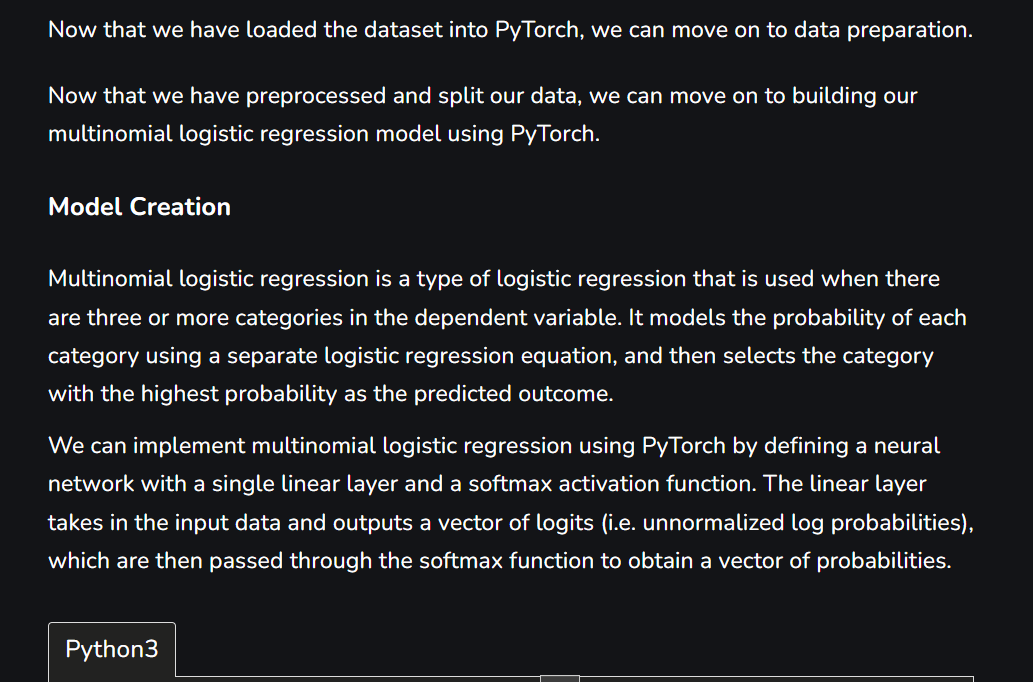 Now that we have loaded the dataset into PyTorch, we can move on to data preparation.
Now that we have preprocessed and split our data, we can move on to building our
multinomial logistic regression model using PyTorch.
Model Creation
Multinomial logistic regression is a type of logistic regression that is used when there
are three or more categories in the dependent variable. It models the probability of each
category using a separate logistic regression equation, and then selects the category
with the highest probability as the predicted outcome.
We can implement multinomial logistic regression using PyTorch by defining a neural
network with a single linear layer and a softmax activation function. The linear layer
takes in the input data and outputs a vector of logits (i.e. unnormalized log probabilities),
which are then passed through the softmax function to obtain a vector of probabilities.
Python3